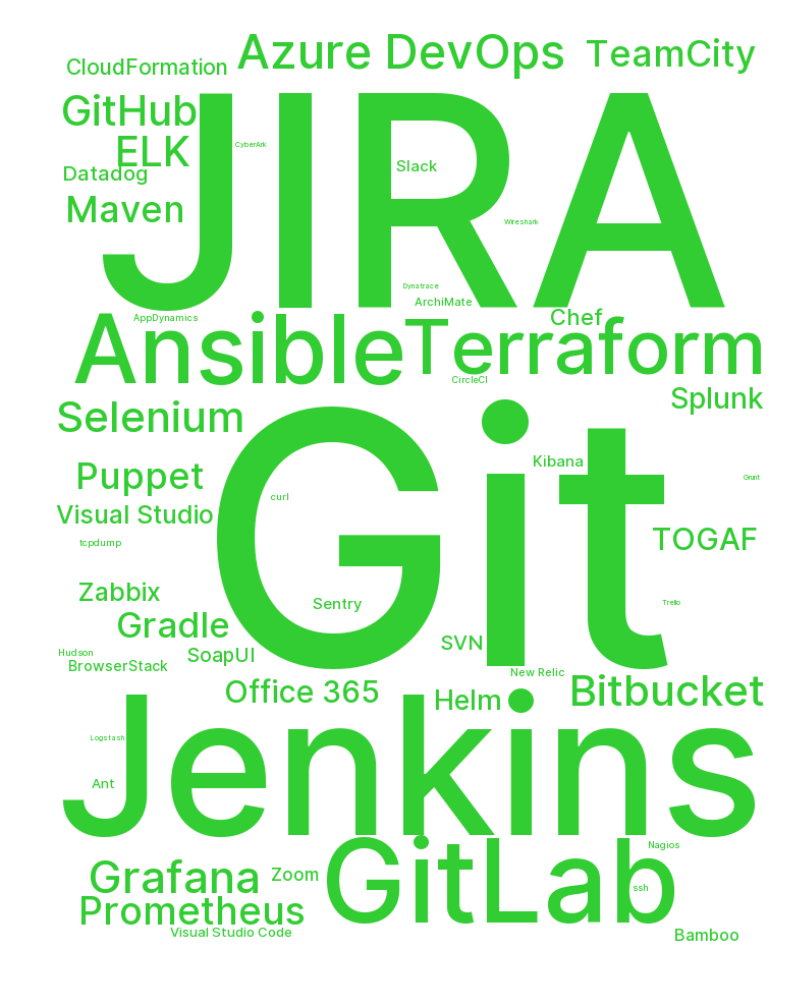 Azure DevOps
TeamCity
CloudFormation
GitHub
JIRA
ELK
CyberArk
Slack
Datadog
Maven
Wireshark
Dynatrace
ArchiMate
AppDynamics
Chef
Ansible
Terraform
CircleCI
Splunk
Selenium
Git
Kibana
Puppet
Grunt
curl
Visual Studio
TOGAF
tcpdump
Zabbix
Trello
Sentry
Gradle
SVN
Hudson
SoapUI
BrowserStack
New Relic
Office 365
Helm
Bitbucket
Jenkins
Logstash
Ant
Nagios
Grafana
Zoom
GitLab
ssh
Prometheus
Visual Studio Code
Bamboo